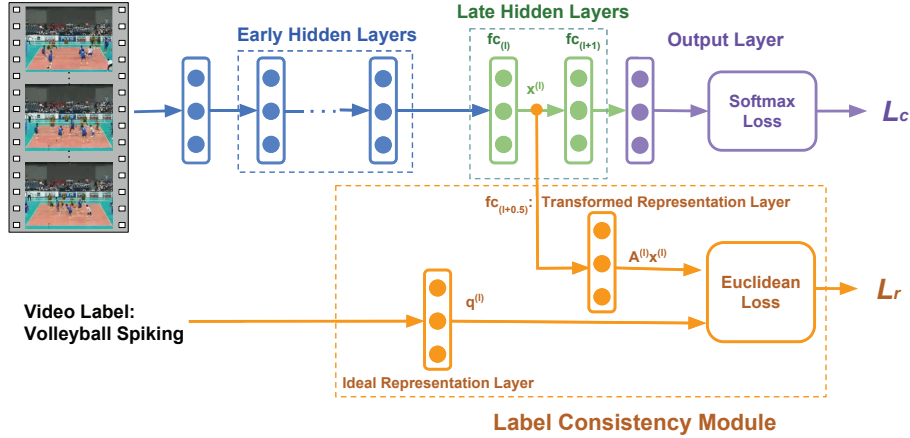 Late Hidden Layers
Early Hidden Layers
fc(l)
fc(l+1)
Output Layer
x(l)
Softmax
Loss
Lc
fc(l+0.5): Transformed Representation Layer
A(l)x(l)
Euclidean
Loss
Lr
Video Label:
Volleyball Spiking
q(l)
Ideal Representation Layer
Label Consistency Module